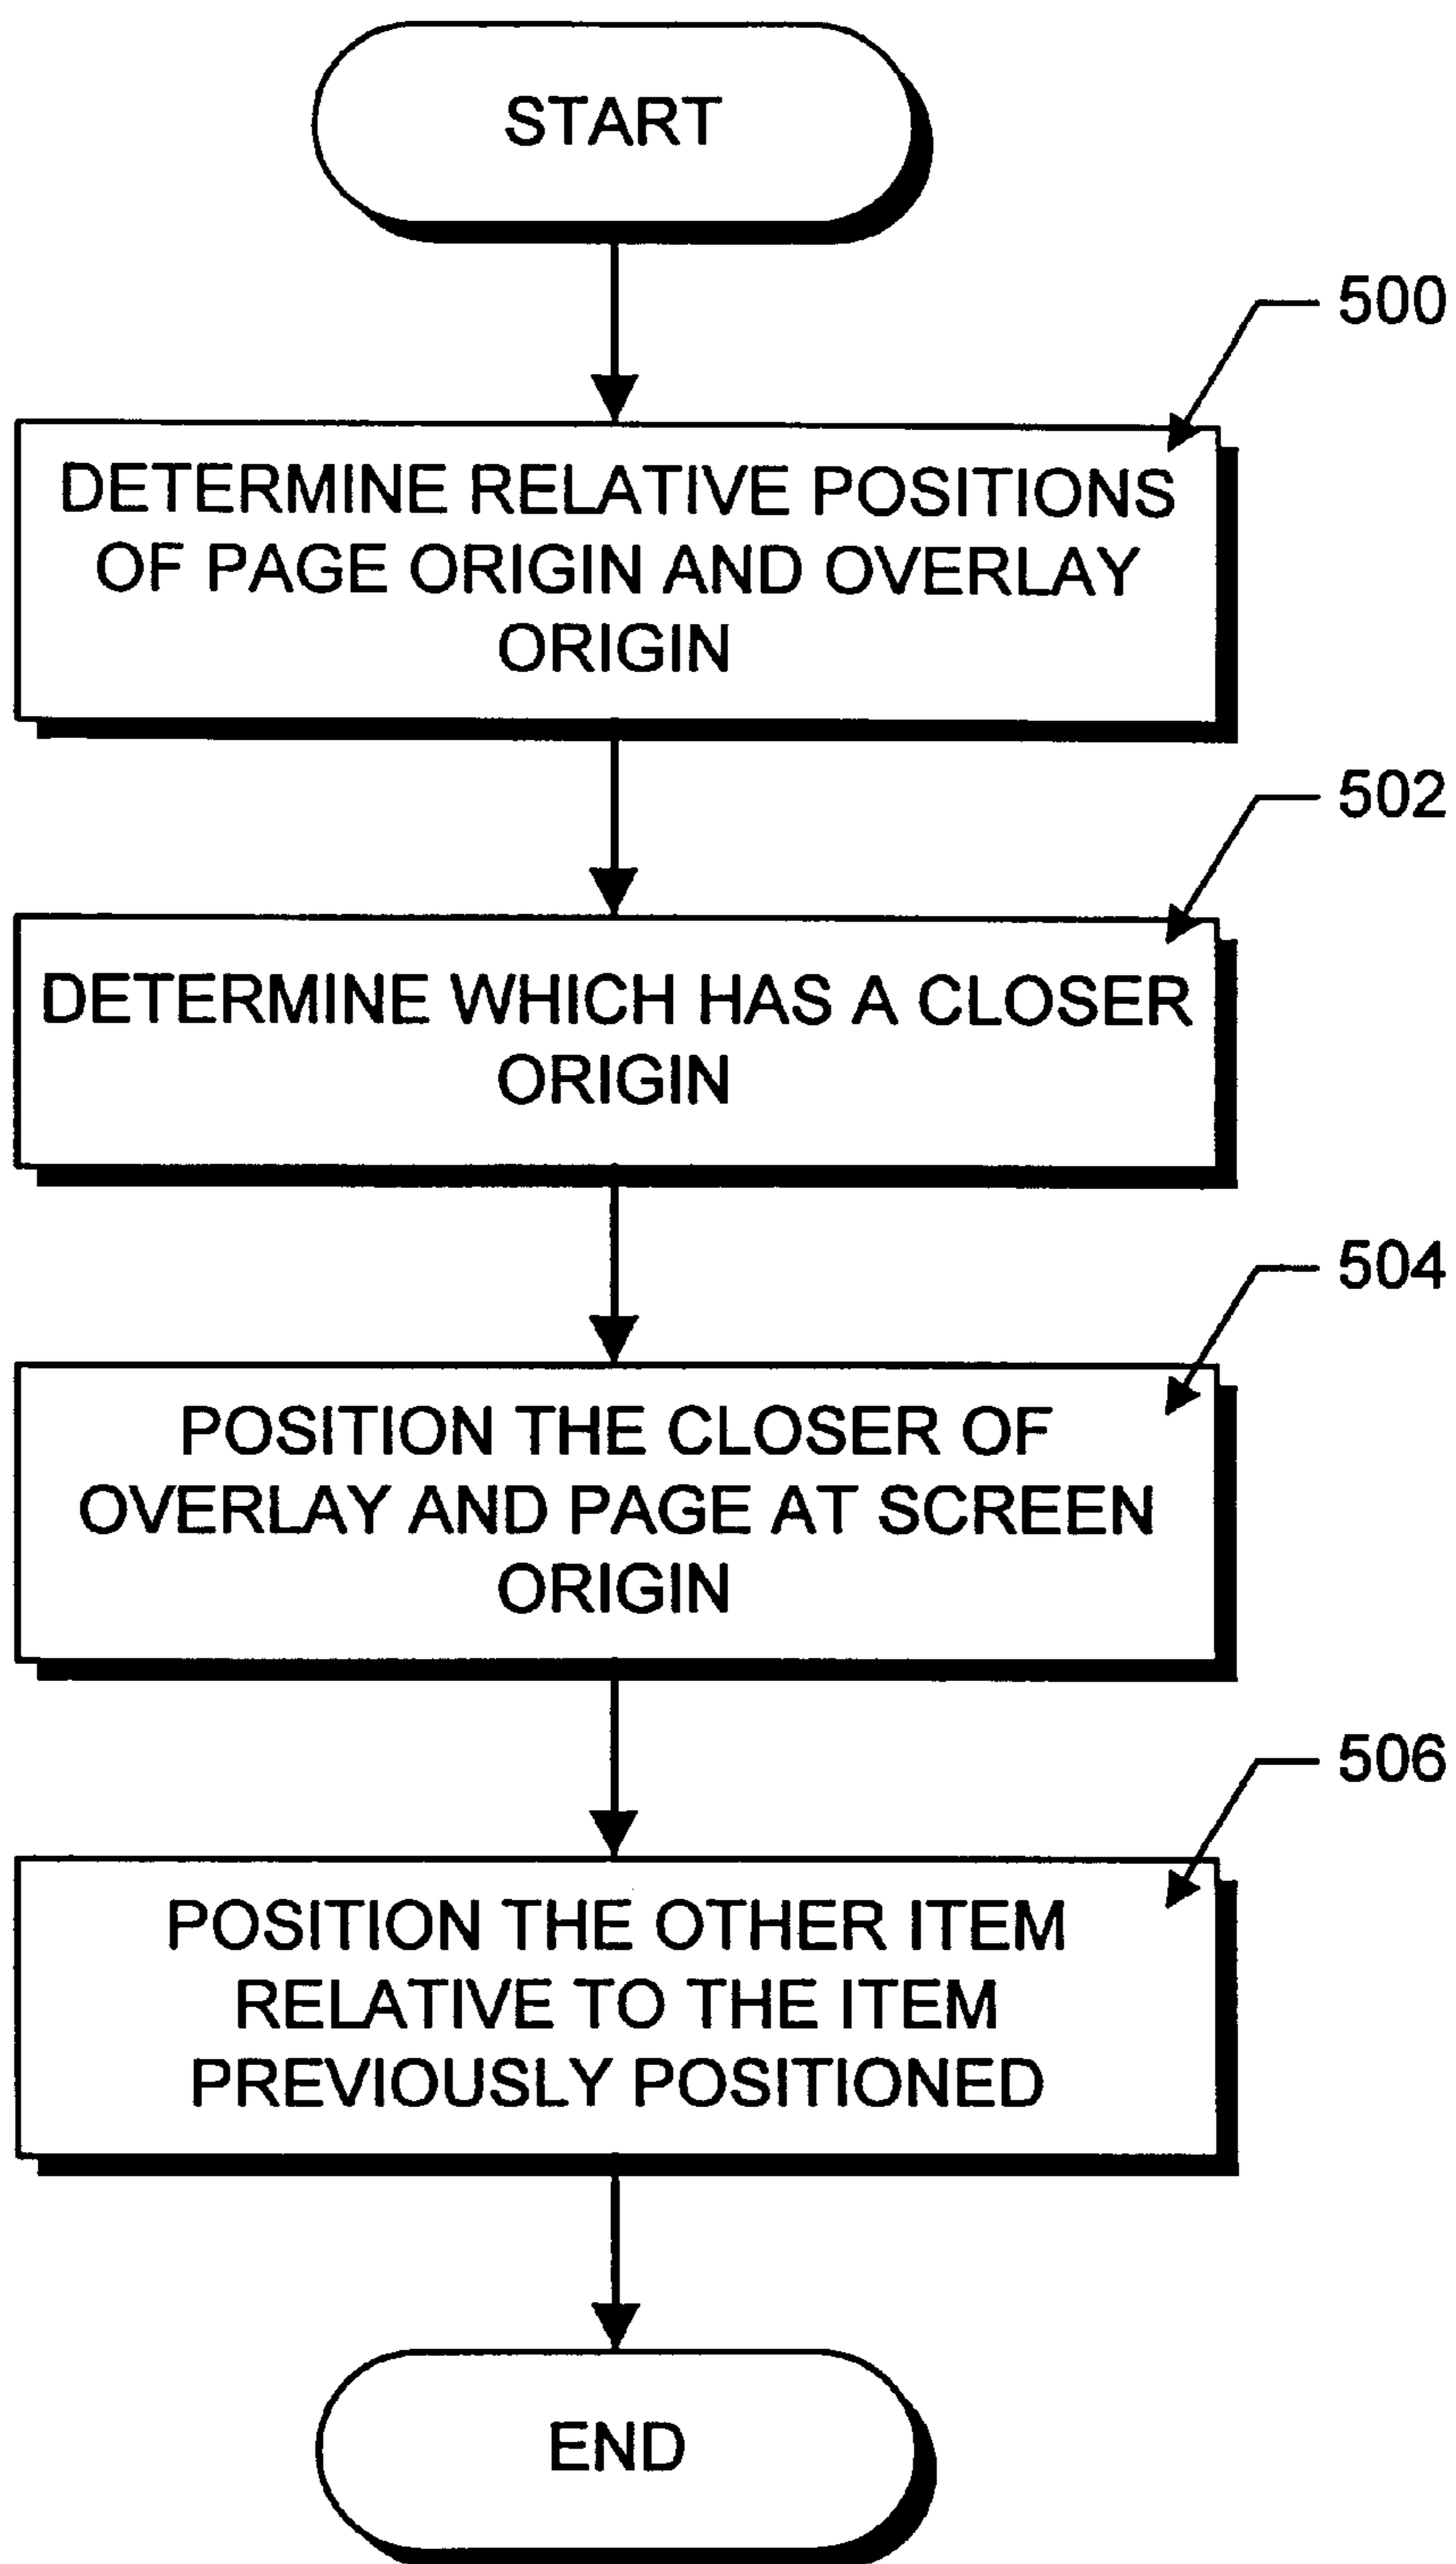 START
500
DETERMINE RELATIVE POSITIONS
OF PAGE ORIGIN AND OVERLAY
ORIGIN
502
DETERMINE WHICH HAS A CLOSER
ORIGIN
504
POSITION THE CLOSER OF
OVERLAY AND PAGE AT SCREEN
ORIGIN
506
POSITION THE OTHER ITEM
RELATIVE TO THE ITEM
PREVIOUSLY POSITIONED
END